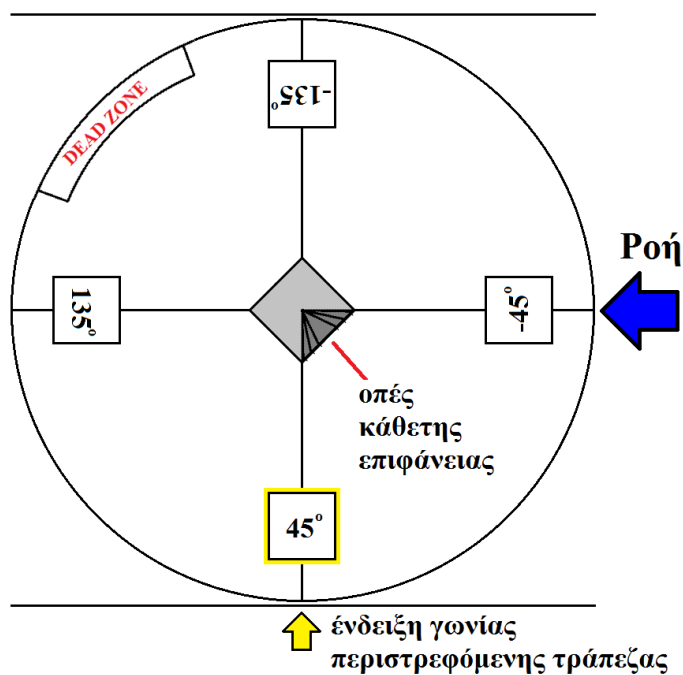 -135°
DEAD ZONE
Ροή
135°
-45°
οπές
κάθετης
επιφάνειας
45°
ένδειξη γωνίας
περιστρεφόμενης τράπεζας